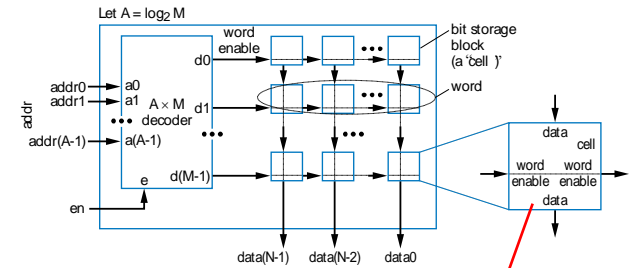 Let A = log2 M
word
enable
bit storage
block
(a “cell”)
word
d0
addr0
addr1
addr
addr(A-1)
a0
a1
A × M
decoder
a(A-1)
d1
d(M-1)
e
en
data(N-1)
data(N-2)
data0
data
cell
word word
enable enable
data